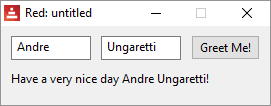 Red: untitled
Andre Ungaretti Greet Me!
Have a very nice day Andre Ungaretti!